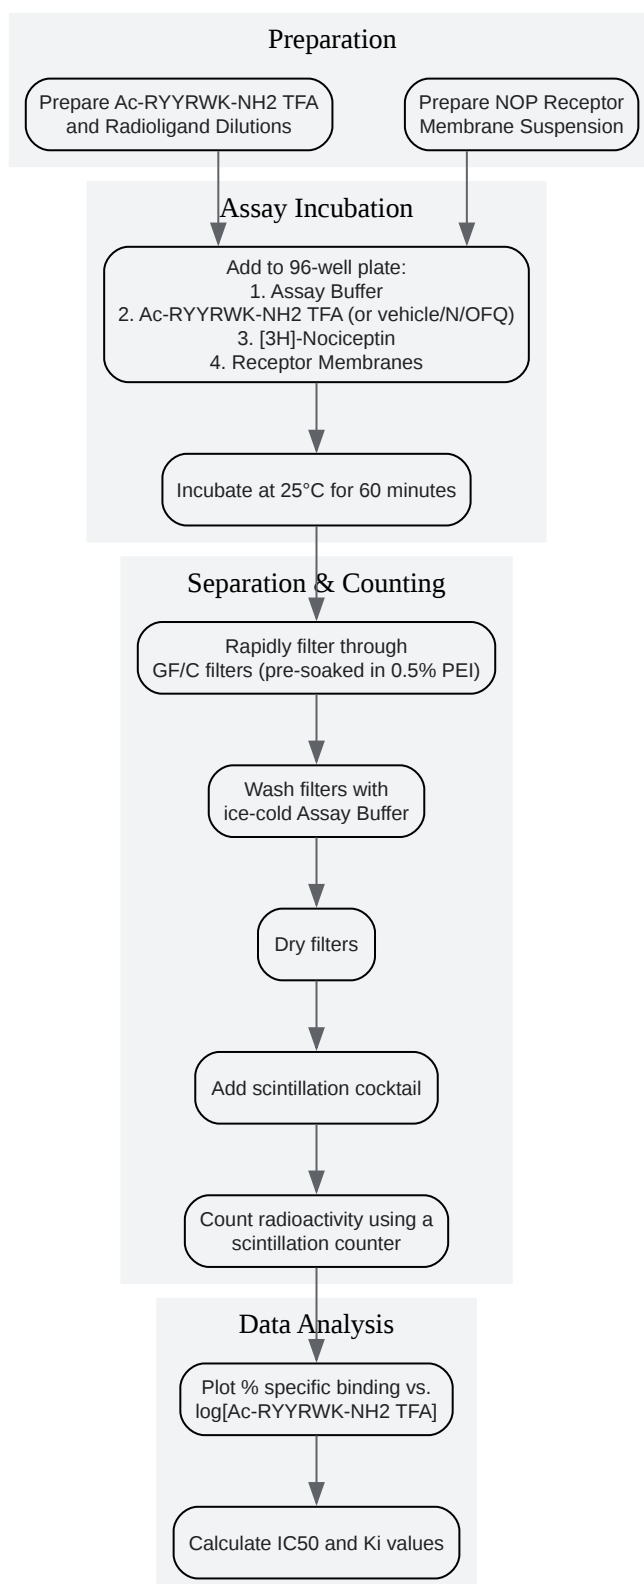 Preparation
Prepare Ac-RYYRWK-NH2 TFA
and Radioligand Dilutions
Prepare NOP Receptor
Membrane Suspension
Assay Incubation
Add to 96-well plate:
1. Assay Buffer
2. Ac-RYYRWK-NH2 TFA (or vehicle/N/OFQ)
3. [3H]-Nociceptin
4. Receptor Membranes
Incubate at 25°C for 60 minutes
Separation & Counting
Rapidly filter through
GF/C filters (pre-soaked in 0.5% PEI)
Wash filters with
ice-cold Assay Buffer
Dry filters
Add scintillation cocktail
Count radioactivity using a
scintillation counter
Data Analysis
Plot % specific binding vs.
log[Ac-RYYRWK-NH2 TFA]
Calculate IC50 and Ki values